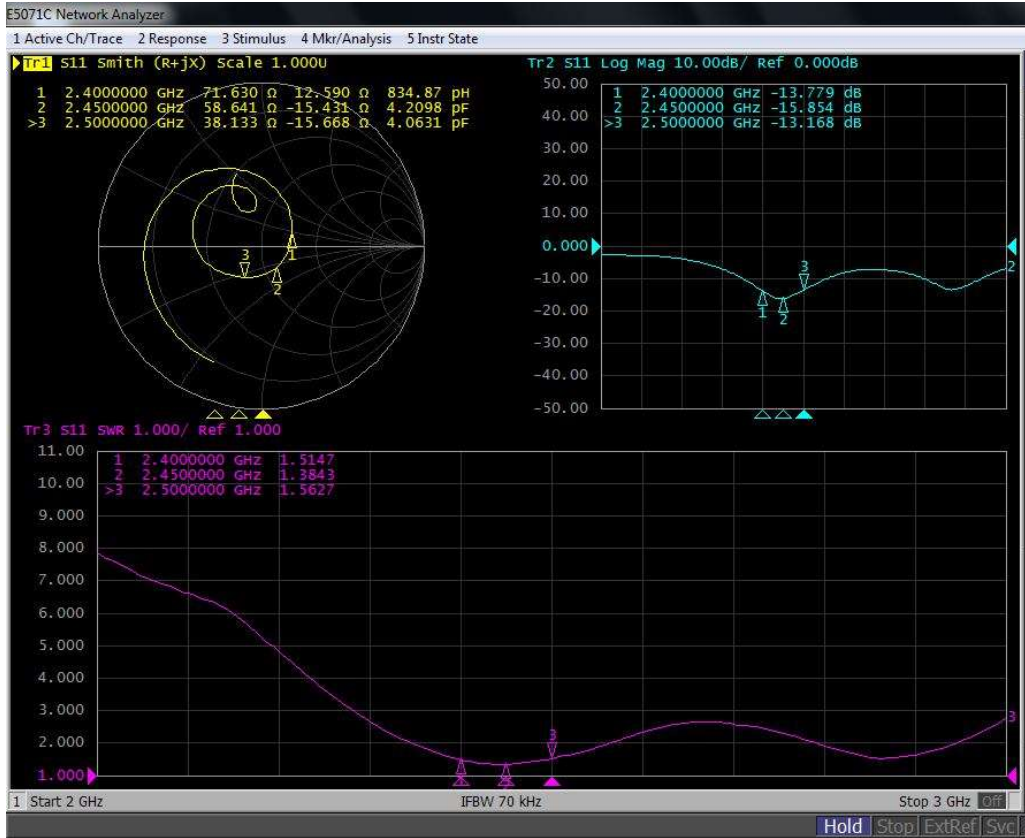 E5071C Network Analyzer
1 Active Ch/Trace 2 Response 3 Stimulus 4 Mkr/Analysis 5 Instr State
Tr1 S11 Smith (R+jX) Scale 1.000U
1 2.4000000 GHz 71.630 Ω 12.590 Ω 834.87 pH
2 2.4500000 GHz 58.641 Ω -15.431 Ω 4.2098 pF
>3 2.5000000 GHz 38.133 Ω -15.668 Ω 4.0631 pF
3
1
2
Tr2 S11 Log Mag 10.00dB/ Ref 0.000dB
50.00
1 2.4000000 GHz -13.779 dB
2 2.4500000 GHz -15.854 dB
>3 2.5000000 GHz -13.168 dB
40.00
30.00
20.00
10.00
0.000
-10.00
-20.00
-30.00
-40.00
-50.00
3
1
2
2
Tr3 S11 SWR 1.000/ Ref 1.000
11.00
1 2.4000000 GHz 1.5147
2 2.4500000 GHz 1.3843
>3 2.5000000 GHz 1.5627
10.00
9.000
8.000
7.000
6.000
5.000
4.000
3.000
2.000
1.000
3
3
1 Start 2 GHz IFBW 70 kHz Stop 3 GHz Off
Hold Stop ExtRef Svc